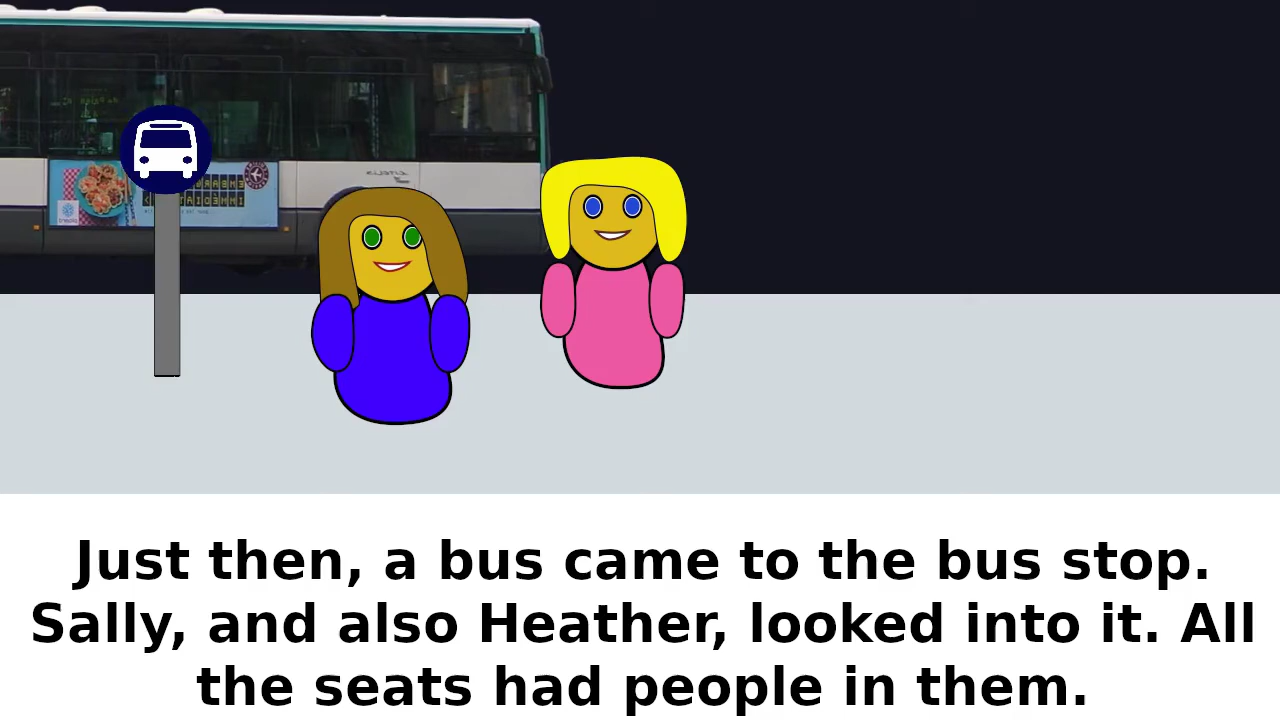 Just then, a bus came to the bus stop.
Sally, and also Heather, looked into it. All
the seats had people in them.